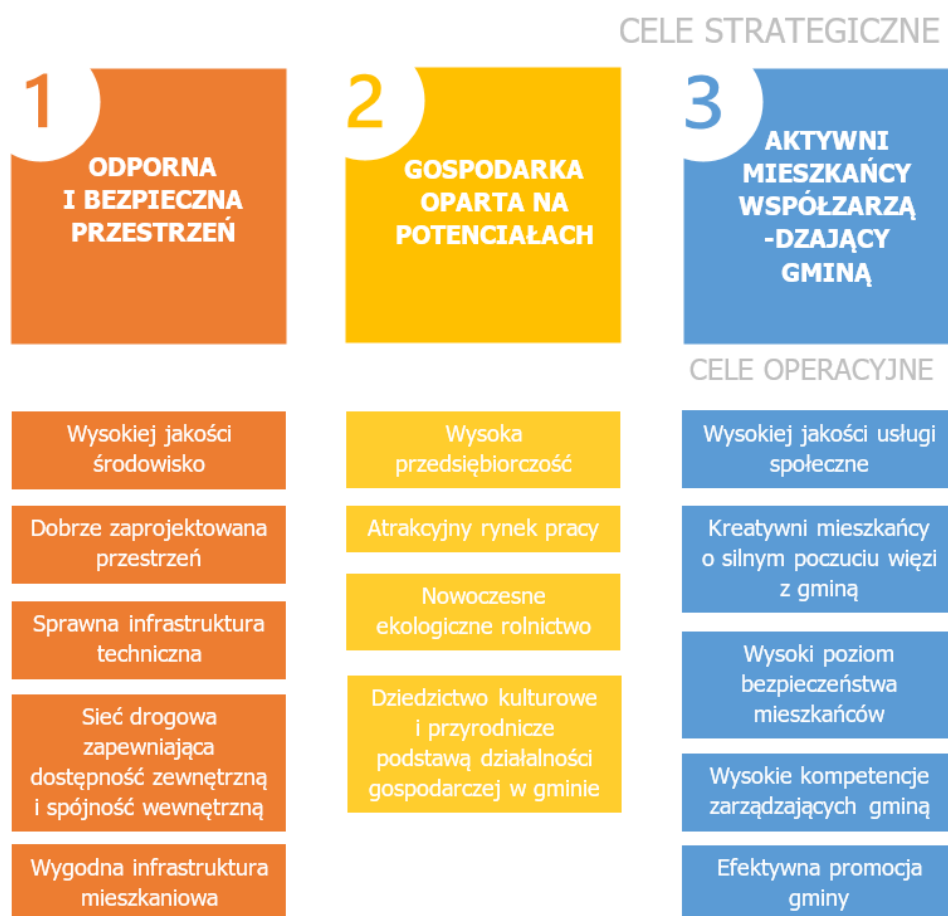 CELE STRATEGICZNE
1
ODPORNA
I BEZPIECZNA
PRZESTRZEŃ
2
GOSPODARKA
OPARTA NA
POTENCIAŁACH
3
AKTYWNI
MIESZKAŃCY
WSPÓŁZARZĄ
-DZAJĄCY
GMINĄ
CELE OPERACYJNE
Wysokiej jakości
środowisko
Dobrze zaprojektowana
przestrzeń
Sprawna infrastruktura
techniczna
Sieć drogowa
zapewniająca
dostępność zewnętrzną
i spójność wewnętrzną
Wygodna infrastruktura
mieszkaniowa
Wysoka
przedsiębiorczość
Atrakcyjny rynek pracy
Nowoczesne
ekologiczne rolnictwo
Dziedzictwo kulturowe
i przyrodnicze
podstawą działalności
gospodarczej w gminie
Wysokiej jakości usługi
społeczne
Kreatywni mieszkańcy
o silnym poczuciu więzi
z gminą
Wysoki poziom
bezpieczeństwa
mieszkańców
Wysokie kompetencje
zarządzających gminą
Efektywna promocja
gminy